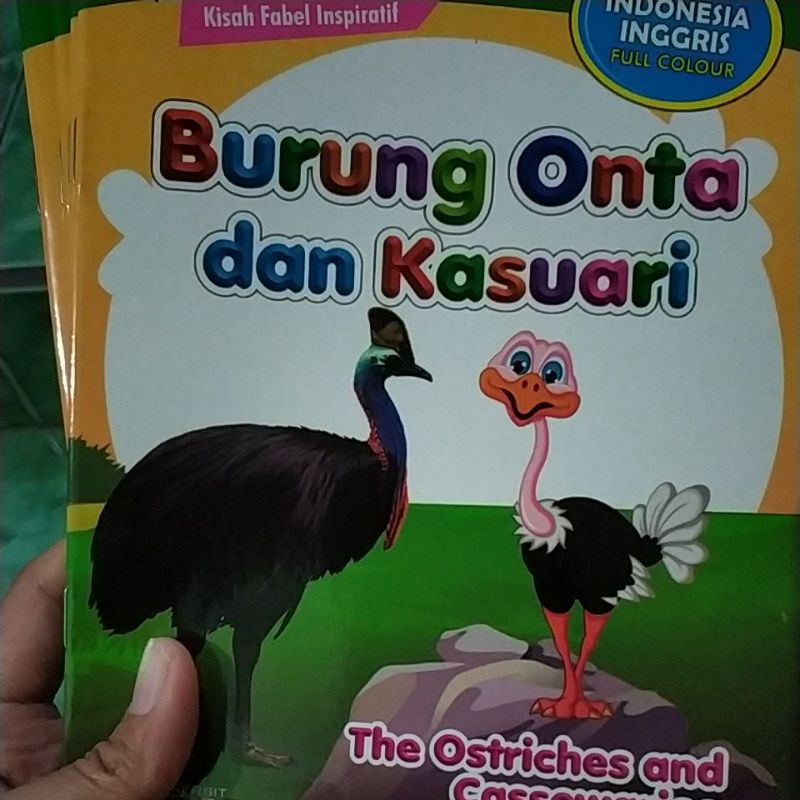 Kisah Fabel Inspiratif
INDONESIA
INGGRIS
FULL COLOUR
Burung Onta
dan Kasuari
The Ostriches and